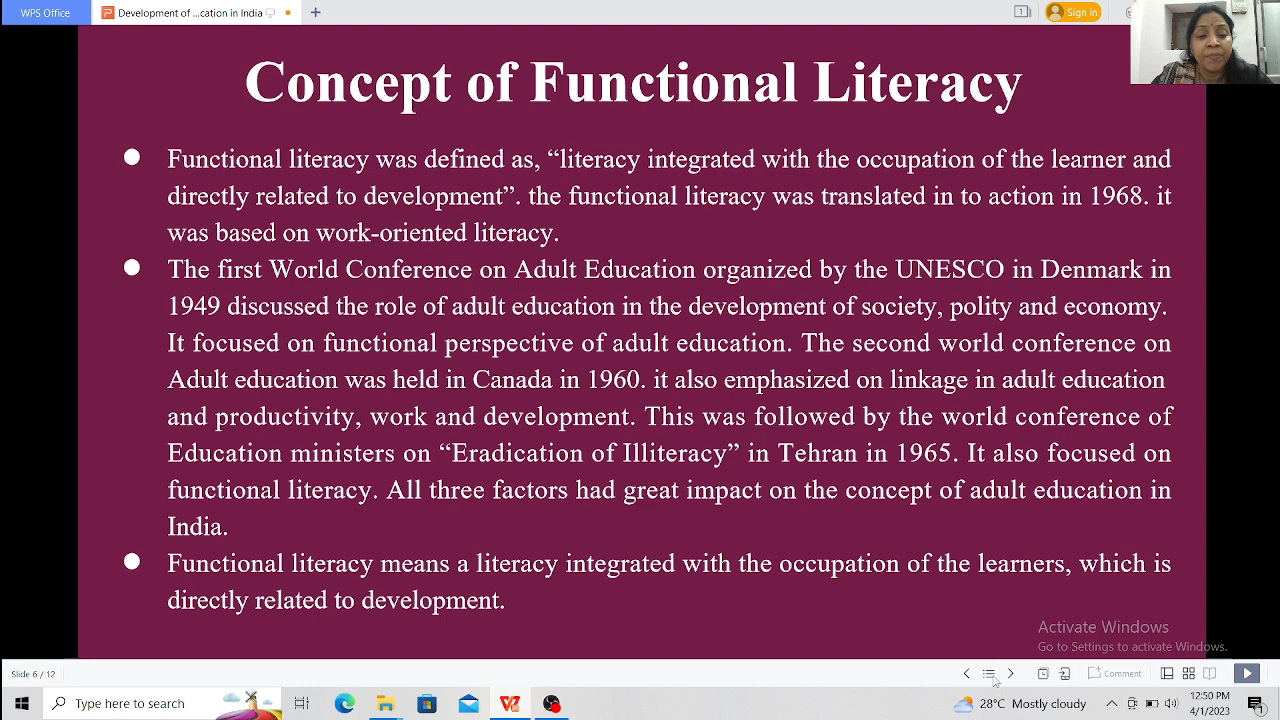 WPS Office
Development of ...cation in India
1
Sign in
Concept of Functional Literacy
Functional literacy was defined as, “literacy integrated with the occupation of the learner and
directly related to development”. the functional literacy was translated in to action in 1968. it
was based on work-oriented literacy.
The first World Conference on Adult Education organized by the UNESCO in Denmark in
1949 discussed the role of adult education in the development of society, polity and economy.
It focused on functional perspective of adult education. The second world conference on
Adult education was held in Canada in 1960. it also emphasized on linkage in adult education
and productivity, work and development. This was followed by the world conference of
Education ministers on “Eradication of Illiteracy” in Tehran in 1965. It also focused on
functional literacy. All three factors had great impact on the concept of adult education in
India.
Functional literacy means a literacy integrated with the occupation of the learners, which is
directly related to development.
Activate Windows
Go to Settings to activate Windows.
Slide 6 / 12
Comment
Type here to search
28°C Mostly cloudy
12:50 PM
4/1/2023
1